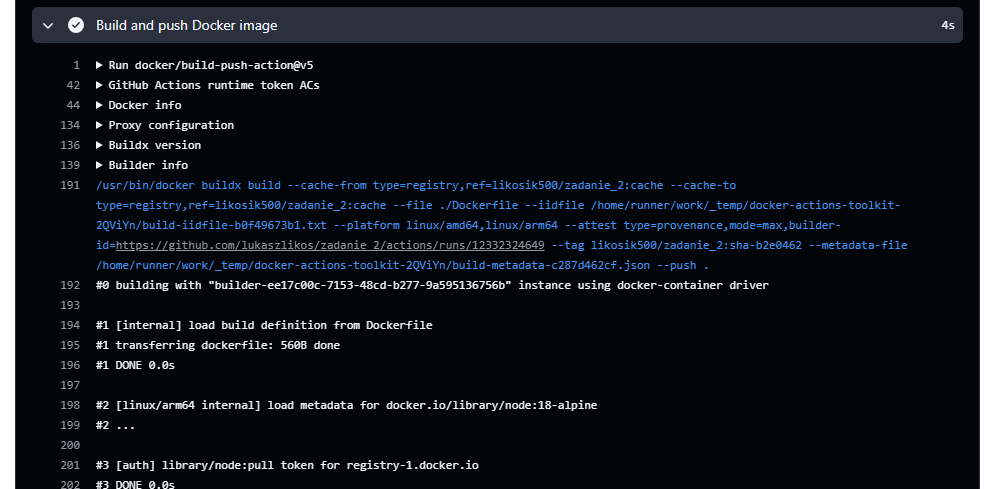 Build and push Docker image 4s
1 ▶ Run docker/build-push-action@v5
42 ▶ GitHub Actions runtime token ACs
44 ▶ Docker info
134 ▶ Proxy configuration
136 ▶ Buildx version
139 ▶ Builder info
191 /usr/bin/docker buildx build --cache-from type=registry,ref=likosik500/zadanie_2:cache --cache-to
type=registry,ref=likosik500/zadanie_2:cache --file ./Dockerfile --iidfile /home/runner/work/_temp/docker-actions-toolkit-
2QViYn/build-iidfile-b0f49673b1.txt --platform linux/amd64,linux/arm64 --attest type=provenance,mode=max,builder-
id=https://github.com/lukaszlikos/zadanie_2/actions/runs/12332324649 --tag likosik500/zadanie_2:sha-b2e0462 --metadata-file
/home/runner/work/_temp/docker-actions-toolkit-2QViYn/build-metadata-c287d462cf.json --push .
192 #0 building with "builder-ee17c00c-7153-48cd-b277-9a595136756b" instance using docker-container driver
193
194 #1 [internal] load build definition from Dockerfile
195 #1 transferring dockerfile: 560B done
196 #1 DONE 0.0s
197
198 #2 [linux/arm64 internal] load metadata for docker.io/library/node:18-alpine
199 #2 ...
200
201 #3 [auth] library/node:pull token for registry-1.docker.io
202 #3 DONE 0.0s